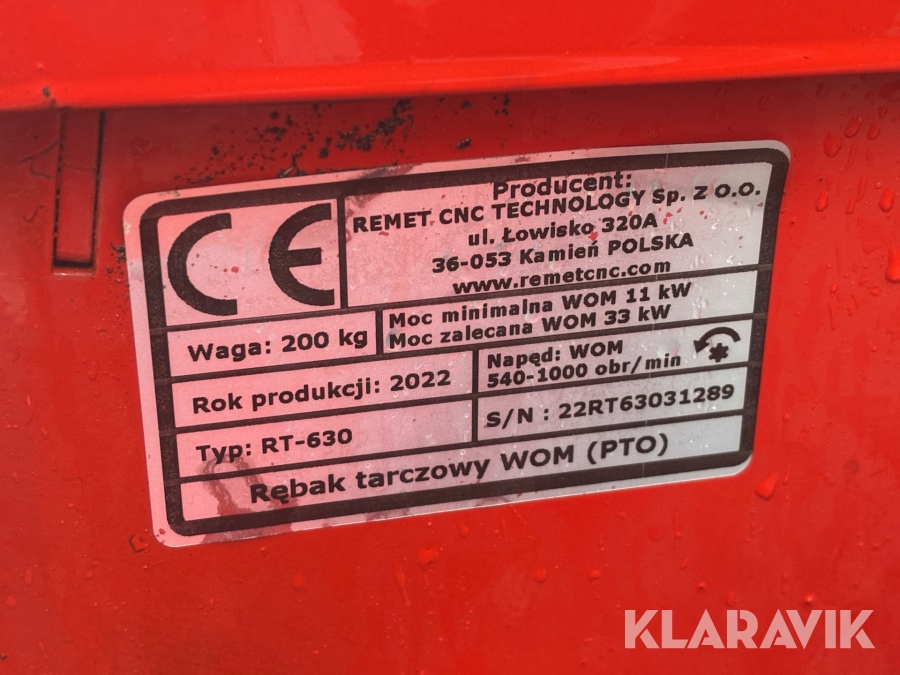 Producent:
REMET CNC TECHNOLOGY Sp. z o.o.
ul. Łowisko 320A
36-053 Kamień POLSKA
www.remetcnc.com
CE
Waga: 200 kg
Moc minimalna WOM 11 kW
Moc zalecana WOM 33 kW
Rok produkcji: 2022
Napęd: WOM
540-1000 obr/min
Typ: RT-630
S/N : 22RT63031289
Rębak tarczowy WOM (PTO)
KLARAVIK